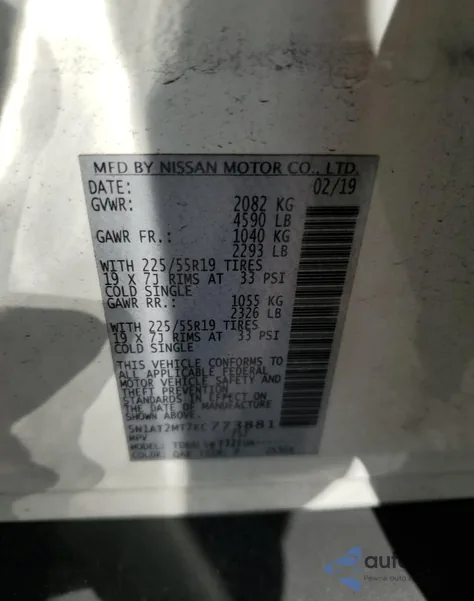 MFD BY NISSAN MOTOR CO., LTD.
DATE: 02/19
GVWR: 2082 KG
4590 LB
GAWR FR.: 1040 KG
2293 LB
WITH 225/55R19 TIRES
19 X 7J RIMS AT 33 PSI
COLD SINGLE
GAWR RR.: 1055 KG
2326 LB
WITH 225/55R19 TIRES
19 X 7J RIMS AT 33 PSI
COLD SINGLE
THIS VEHICLE CONFORMS TO
ALL APPLICABLE FEDERAL
MOTOR VEHICLE SAFETY AND
THEFT PREVENTION
STANDARDS IN EFFECT ON
THE DATE OF MANUFACTURE
SHOWN ABOVE.
5N1AT2MT7KC773881
MPV
MODEL:
COLOR: